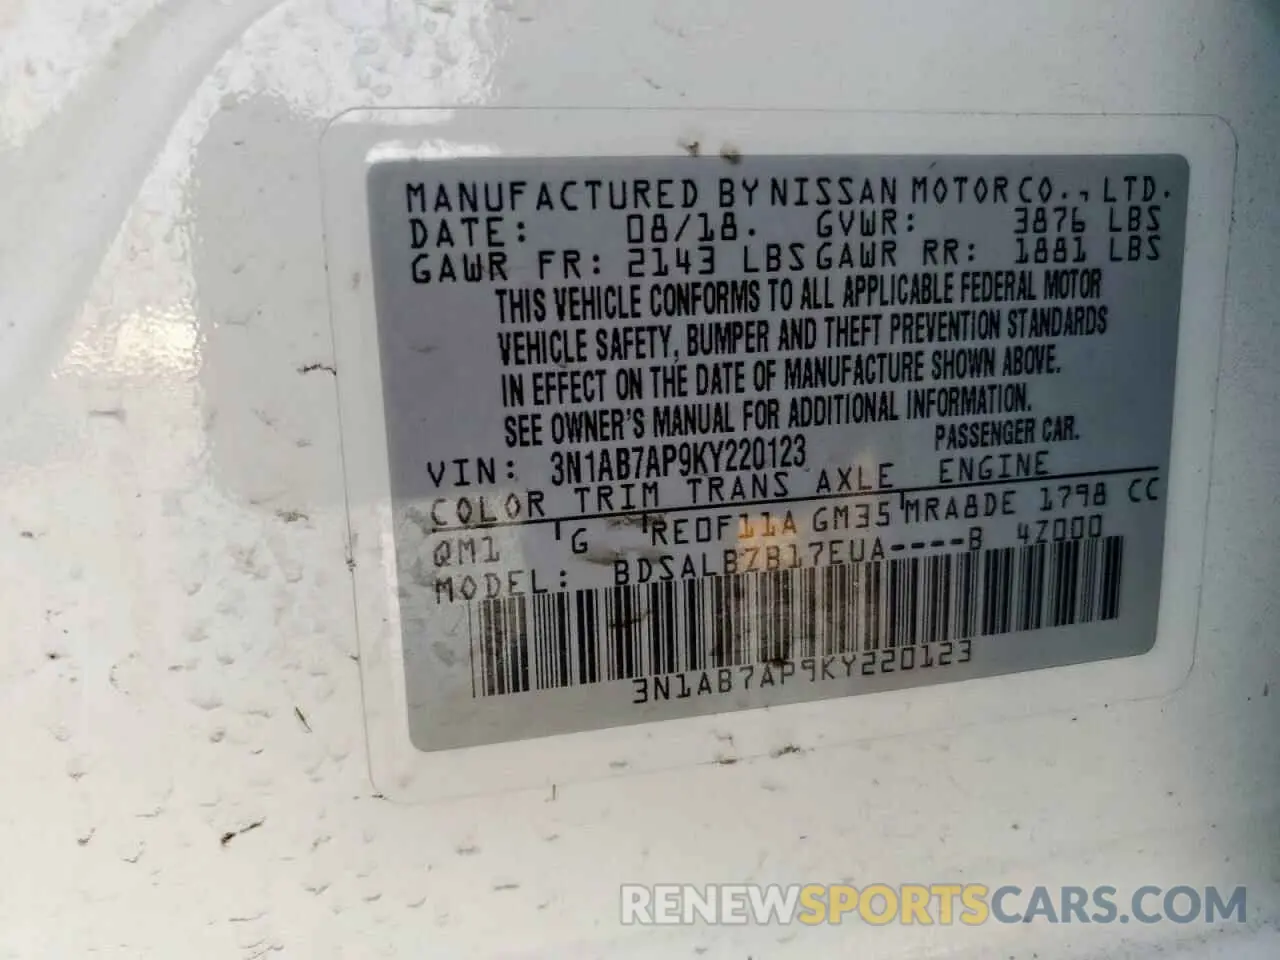 MANUFACTURED BY NISSAN MOTOR CO., LTD.
DATE: 08/18. GVWR: 3876 LBS
GAWR FR: 2143 LBS GAWR RR: 1881 LBS
THIS VEHICLE CONFORMS TO ALL APPLICABLE FEDERAL MOTOR
VEHICLE SAFETY, BUMPER AND THEFT PREVENTION STANDARDS
IN EFFECT ON THE DATE OF MANUFACTURE SHOWN ABOVE.
SEE OWNER'S MANUAL FOR ADDITIONAL INFORMATION.
VIN: 3N1AB7AP9KY220123 PASSENGER CAR.
COLOR TRIM TRANS AXLE ENGINE
QM1 G RE0F11A GM35 MRA8DE 1798 CC
MODEL: BDSALBZB17EUA----B 4Z000
3N1AB7AP9KY220123
RENEWSPORTSCARS.COM